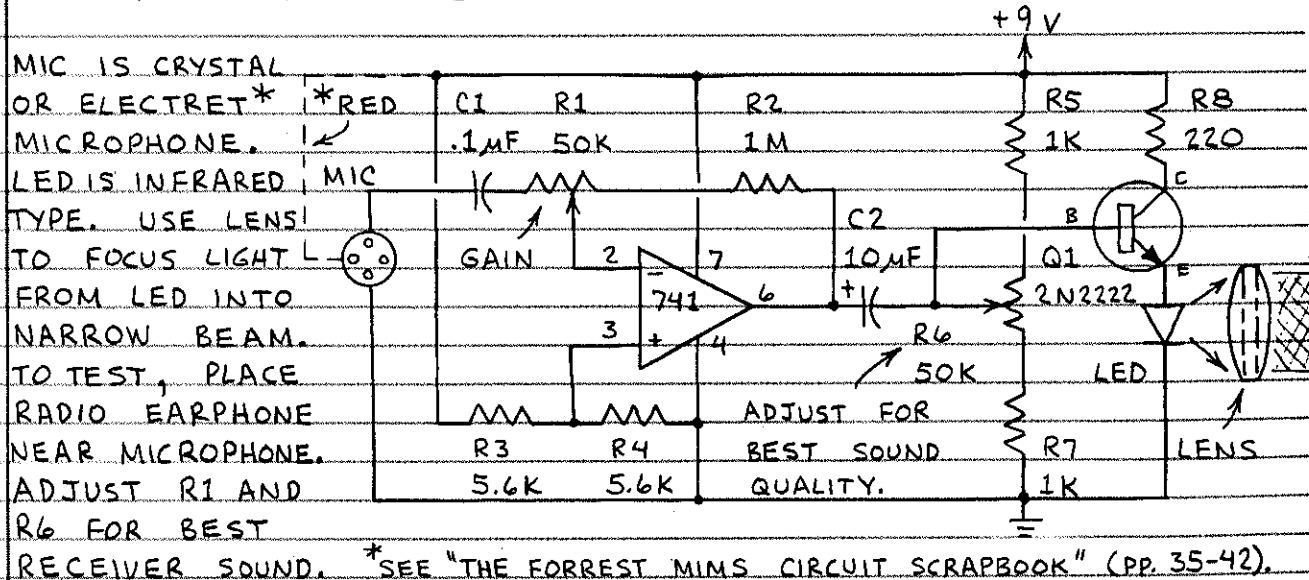 +9 V
MIC IS CRYSTAL
OR ELECTRET*
MICROPHONE.
LED IS INFRARED
TYPE. USE LENS
TO FOCUS LIGHT
FROM LED INTO
NARROW BEAM.
TO TEST, PLACE
RADIO EARPHONE
NEAR MICROPHONE.
ADJUST R1 AND
R6 FOR BEST
RECEIVER SOUND.
*RED
MIC
C1
.1µF
R1
50K
GAIN
R2
1M
2
-
741
7
6
3
+
4
C2
10µF
+
R3
5.6K
R4
5.6K
R6
50K
ADJUST FOR
BEST SOUND
QUALITY.
R5
1K
R8
220
C
B
E
Q1
2N2222
LED
R7
1K
LENS
*SEE "THE FORREST MIMS CIRCUIT SCRAPBOOK" (PP. 35-42).